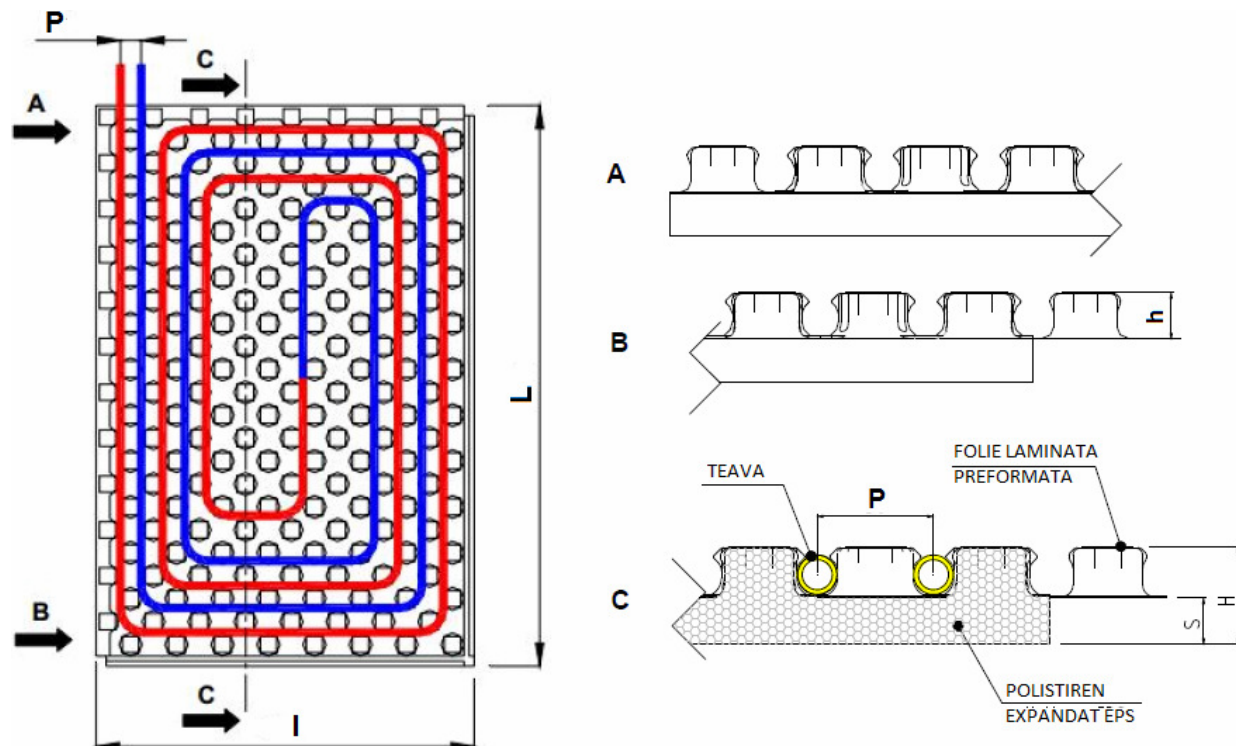 P
C
A
B
C
L
l
A
B
h
C
TEAVA
FOLIE LAMINATA
PREFORMATA
P
S
H
POLISTIREN
EXPANDAT EPS